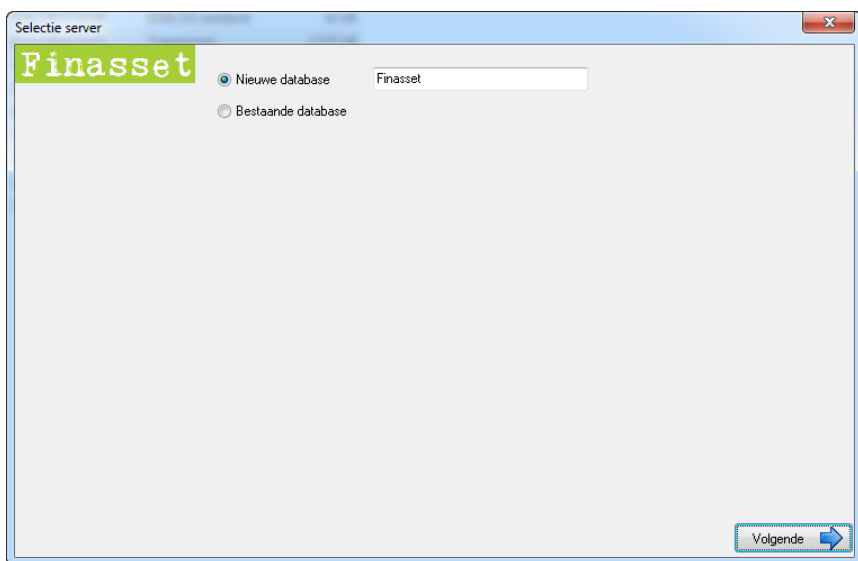 Selectie server
Finasset
Nieuwe database Finasset
Bestaande database
Volgende